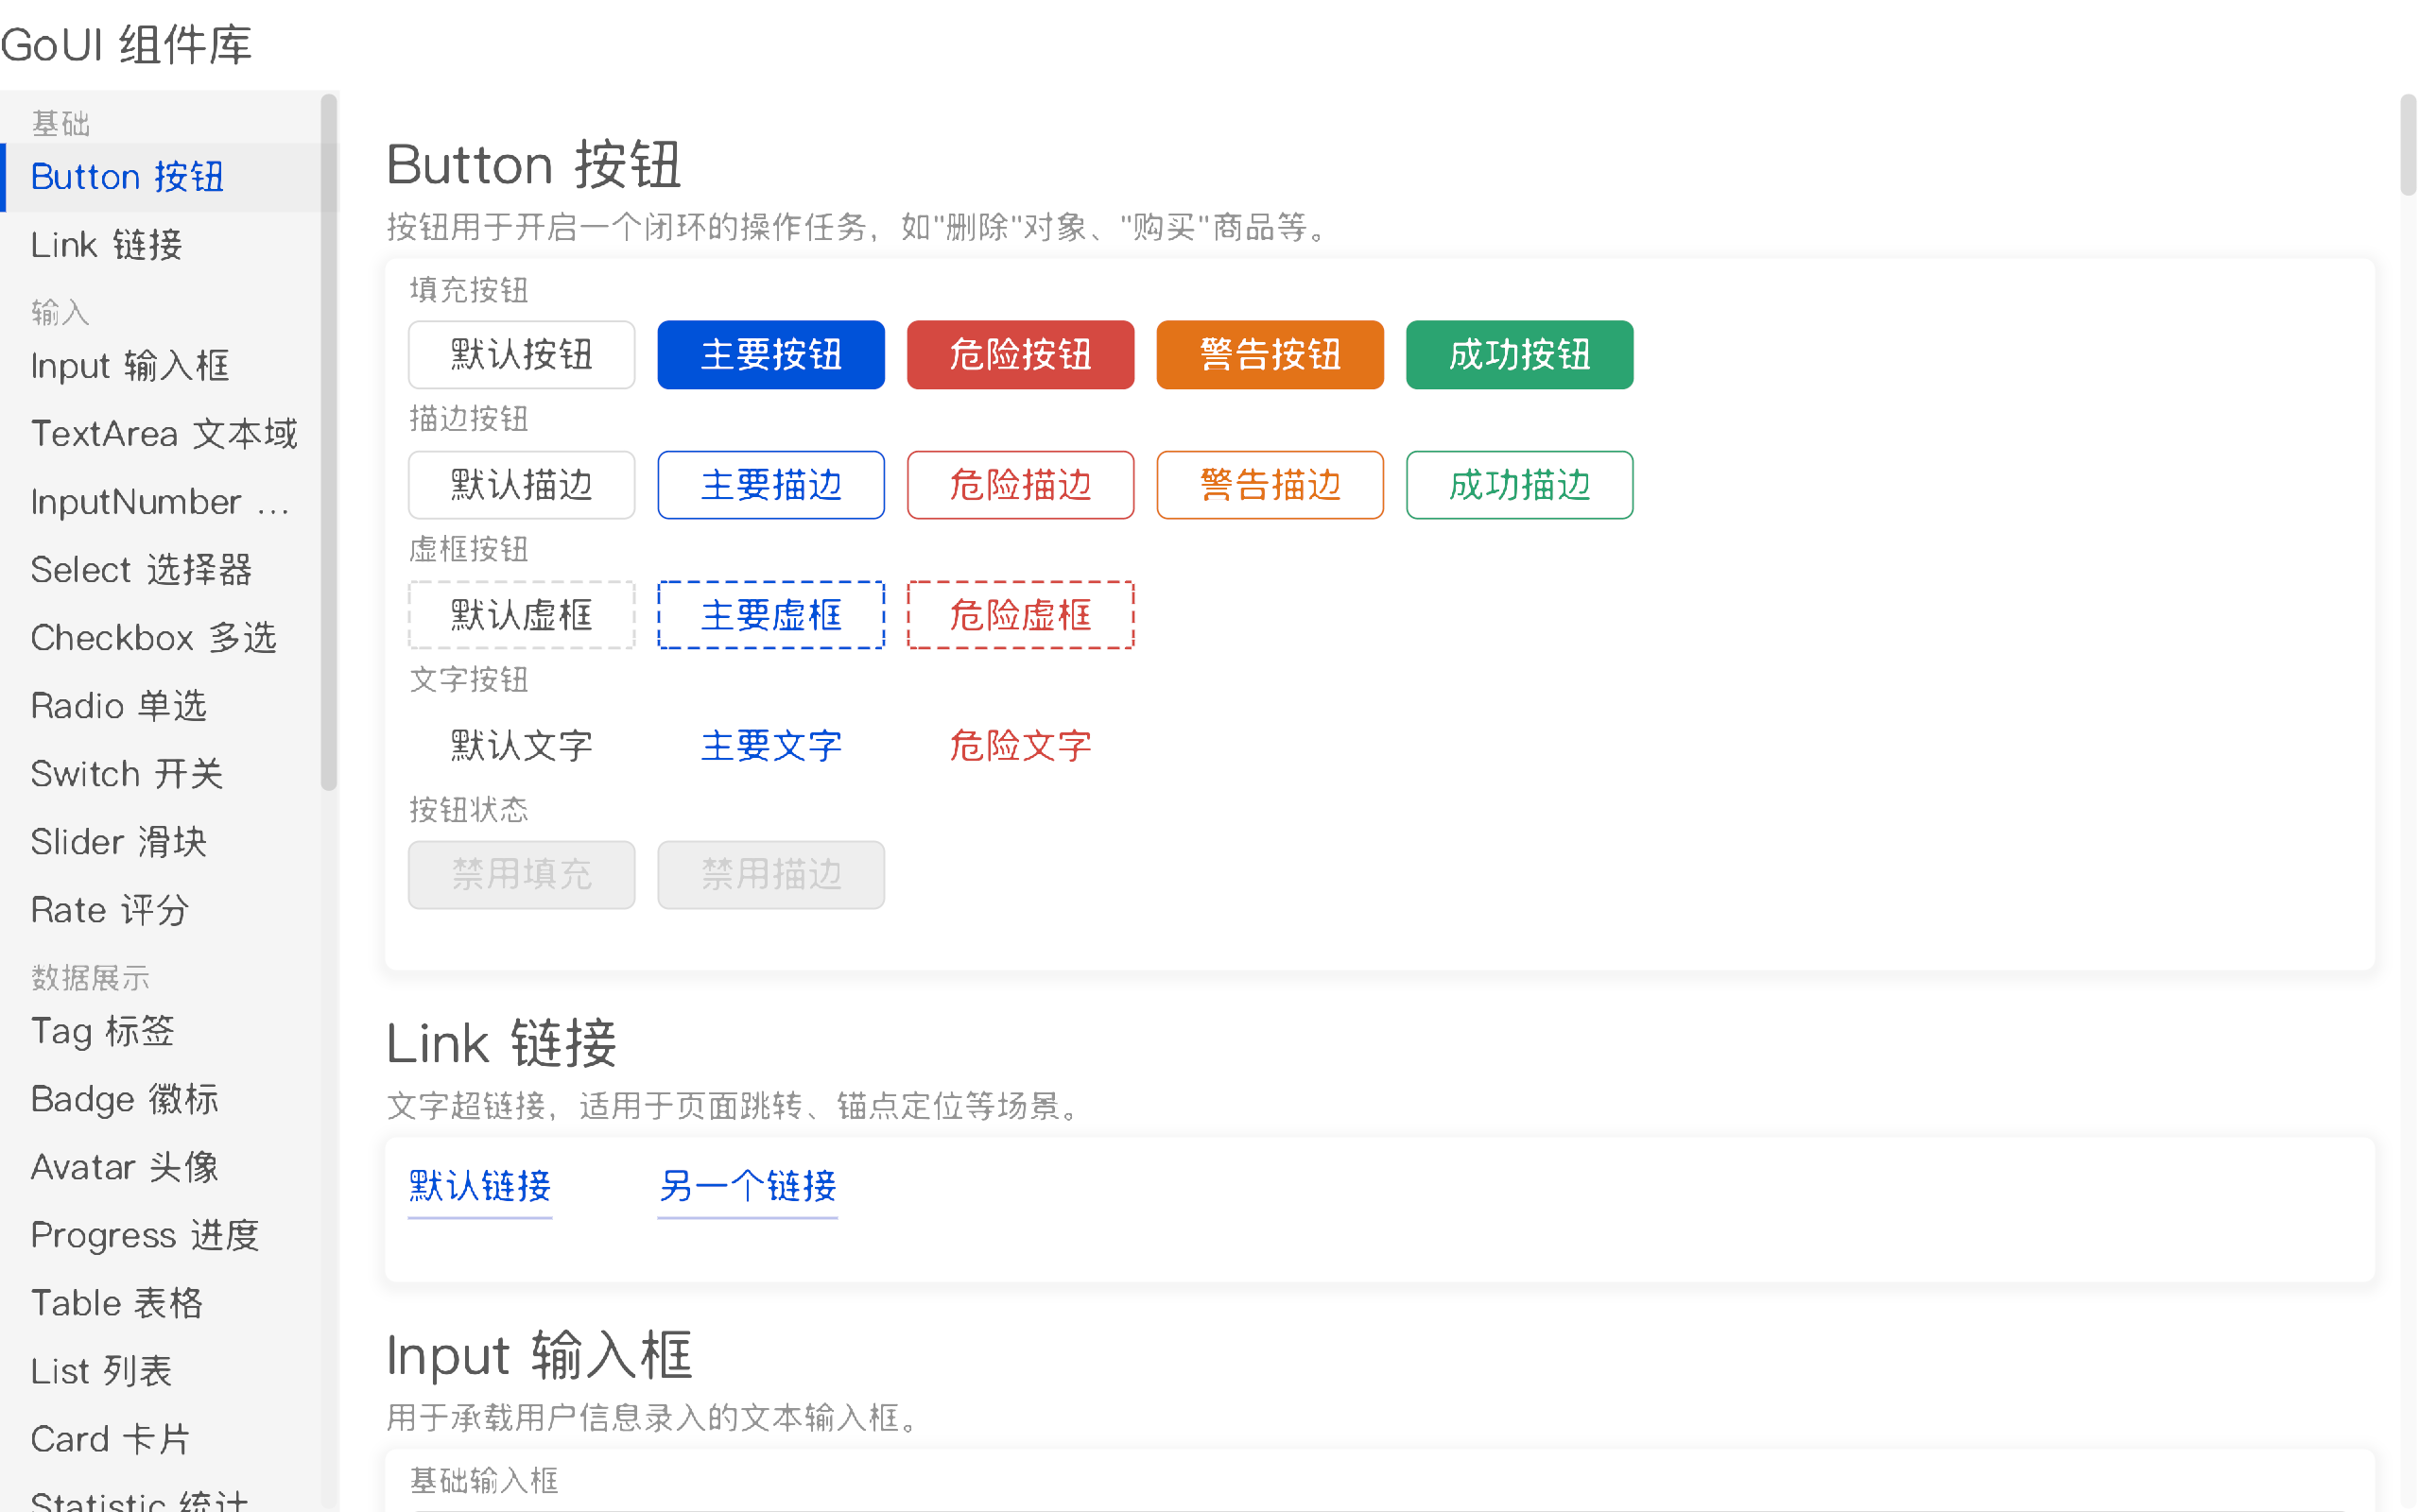 GoUI 组件库
基础
Button 按钮
Link 链接
输入
Input 输入框
TextArea 文本域
InputNumber ...
Select 选择器
Checkbox 多选
Radio 单选
Switch 开关
Slider 滑块
Rate 评分
数据展示
Tag 标签
Badge 徽标
Avatar 头像
Progress 进度
Table 表格
List 列表
Card 卡片
Statistic 统计
Button 按钮
按钮用于开启一个闭环的操作任务，如"删除"对象、"购买"商品等。
填充按钮
默认按钮 主要按钮 危险按钮 警告按钮 成功按钮
描边按钮
默认描边 主要描边 危险描边 警告描边 成功描边
虚框按钮
默认虚框 主要虚框 危险虚框
文字按钮
默认文字 主要文字 危险文字
按钮状态
禁用填充 禁用描边
Link 链接
文字超链接，适用于页面跳转、锚点定位等场景。
默认链接 另一个链接
Input 输入框
用于承载用户信息录入的文本输入框。
基础输入框